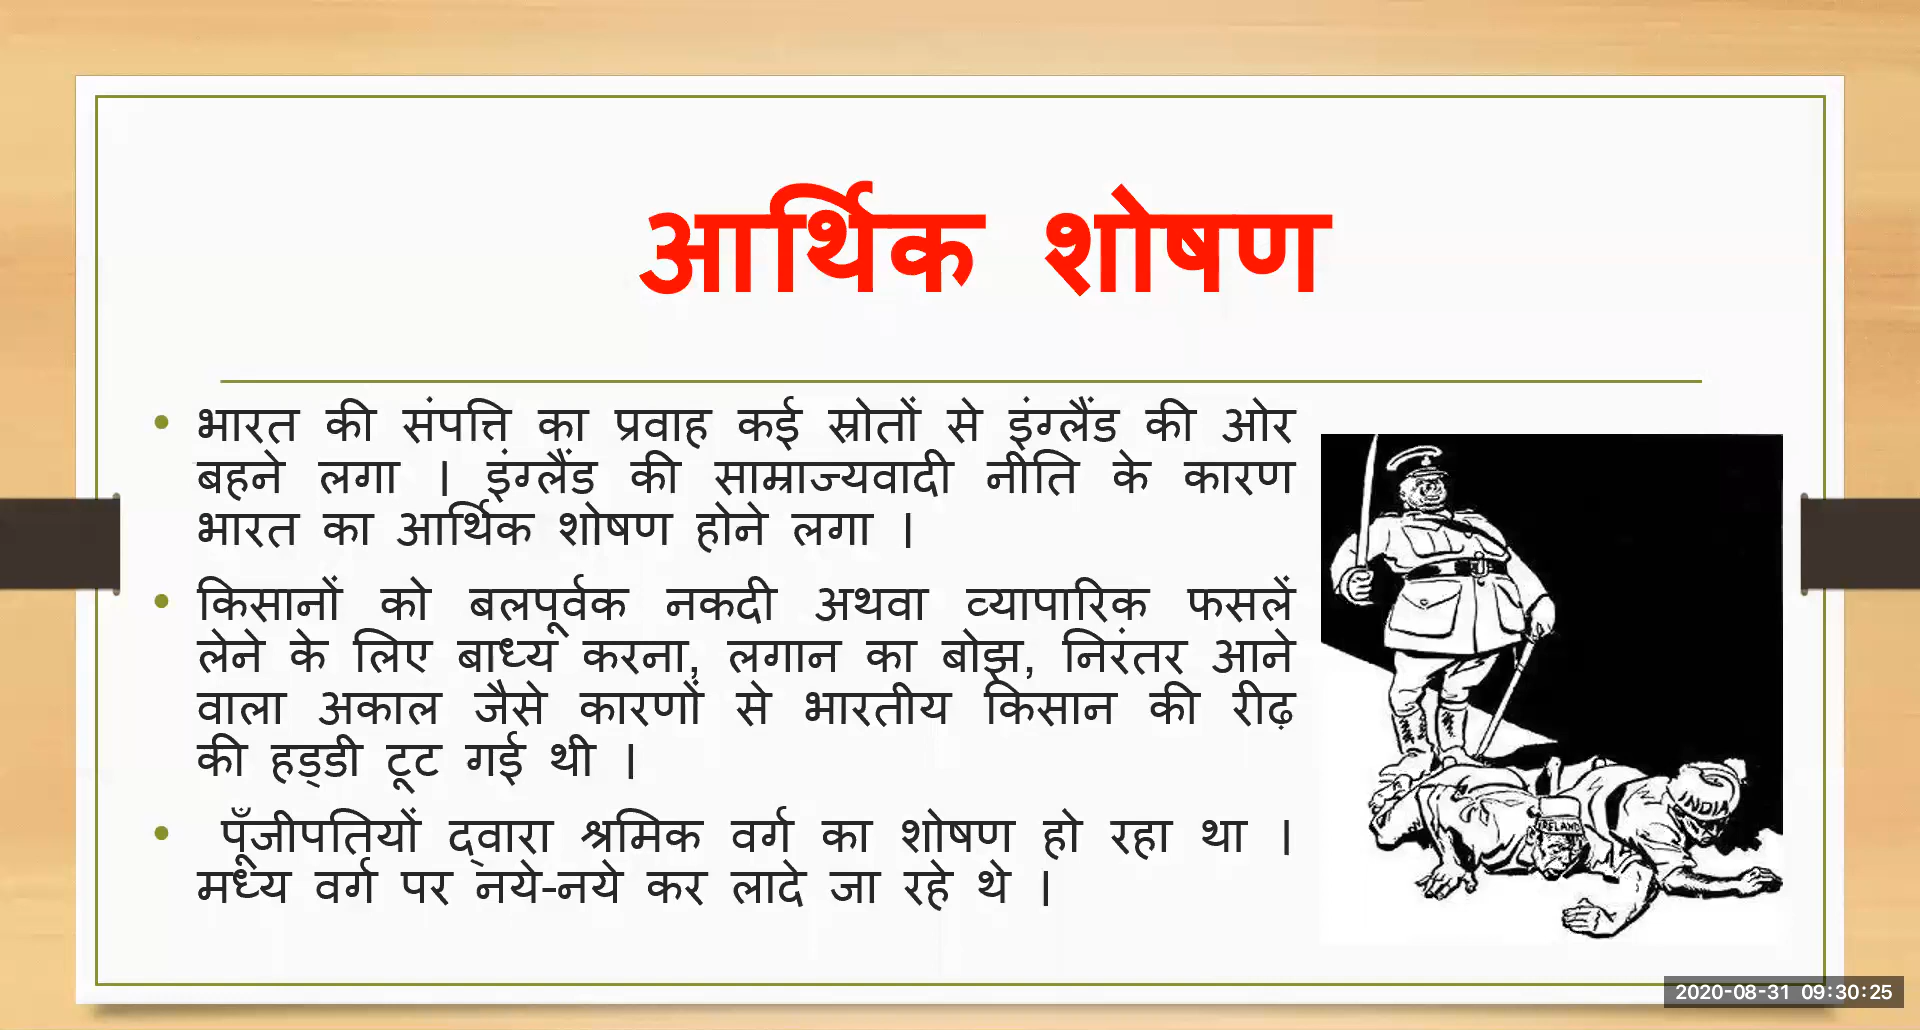 आर्थिक शोषण
• भारत की संपत्ति का प्रवाह कई स्रोतों से इंग्लैंड की ओर
बहने लगा । इंग्लैंड की साम्राज्यवादी नीति के कारण
भारत का आर्थिक शोषण होने लगा ।
• किसानों को बलपूर्वक नकदी अथवा व्यापारिक फसलें
लेने के लिए बाध्य करना, लगान का बोझ, निरंतर आने
वाला अकाल जैसे कारणों से भारतीय किसान की रीढ़
की हड्डी टूट गई थी ।
• पूँजीपतियों द्वारा श्रमिक वर्ग का शोषण हो रहा था ।
मध्य वर्ग पर नये-नये कर लादे जा रहे थे ।
INDIA
IRELAND
2020-08-31 09:30:25